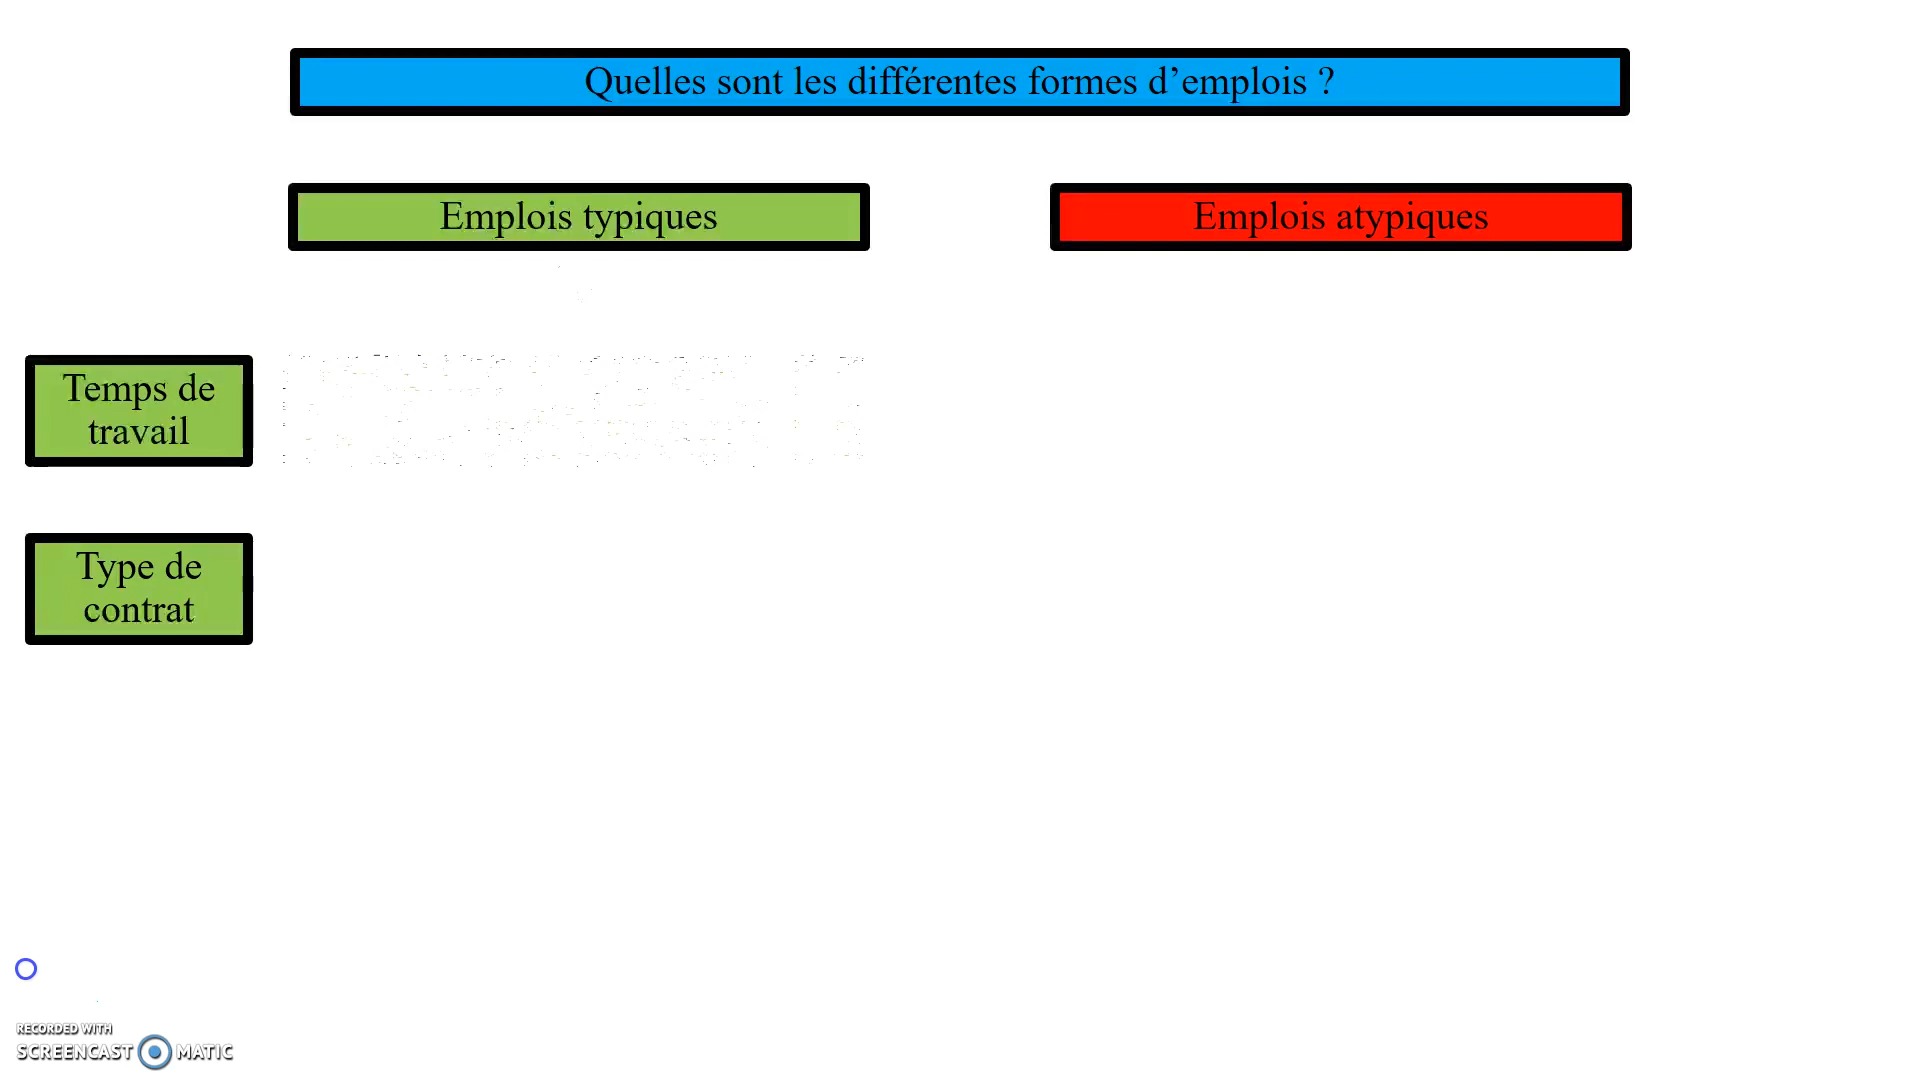 Quelles sont les différentes formes d’emplois ?
Emplois typiques
Emplois atypiques
Temps de
travail
Type de
contrat
RECORDED WITH
SCREENCAST MATIC